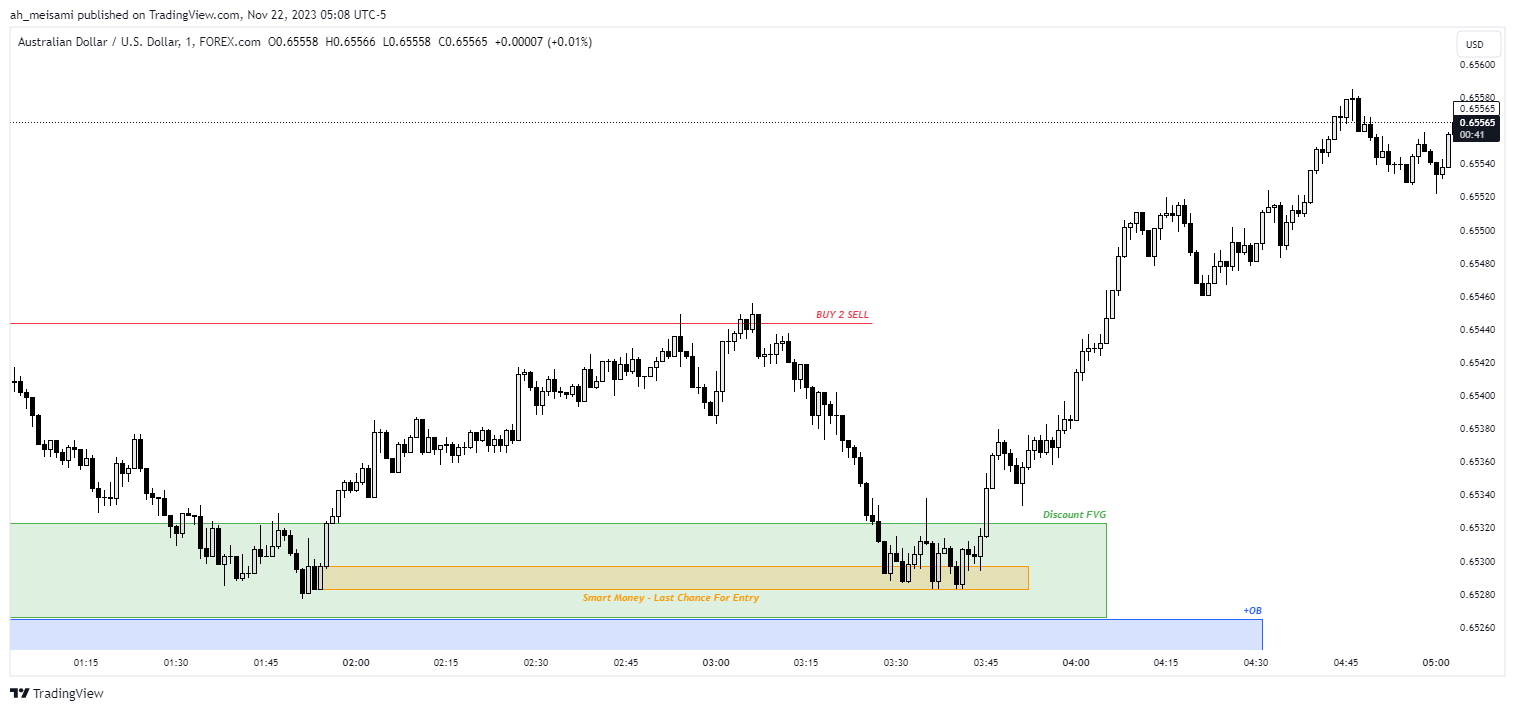 ah_meisami published on TradingView.com, Nov 22, 2023 05:08 UTC-5
Australian Dollar / U.S. Dollar, 1, FOREX.com O0.65558 H0.65566 L0.65558 C0.65565 +0.00007 (+0.01%)
USD
0.65600
0.65580
0.65565
0.65565
00:41
0.65540
0.65520
0.65500
0.65480
0.65460
BUY 2 SELL
0.65440
0.65420
0.65400
0.65380
0.65360
0.65340
Discount FVG
0.65320
0.65300
Smart Money - Last Chance For Entry
0.65280
+OB
0.65260
01:15 01:30 01:45 02:00 02:15 02:30 02:45 03:00 03:15 03:30 03:45 04:00 04:15 04:30 04:45 05:00
TradingView